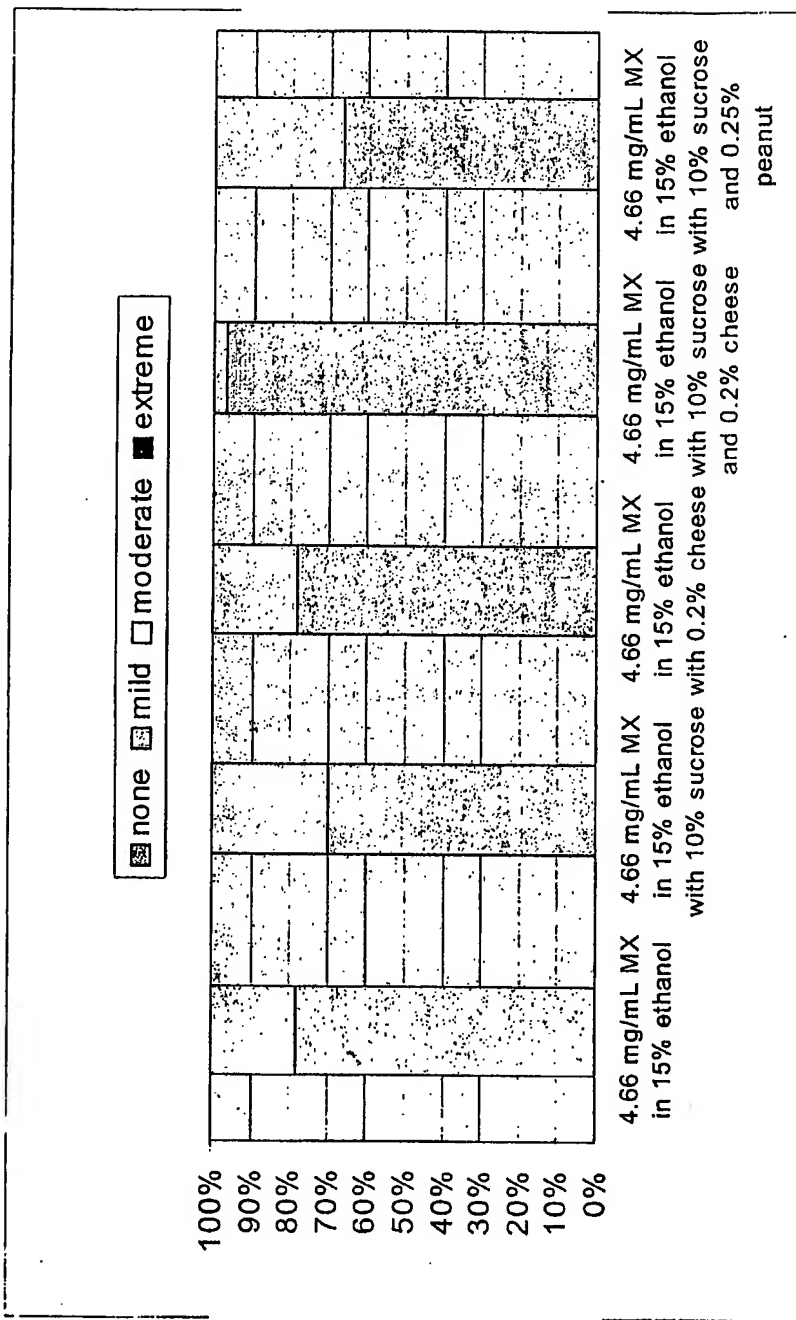 none mild moderate extreme
100%
90%
80%
70%
60%
50%
40%
30%
20%
10%
0%
4.66 mg/mL MX 4.66 mg/mL MX 4.66 mg/mL MX 4.66 mg/mL MX 4.66 mg/mL MX
in 15% ethanol in 15% ethanol in 15% ethanol in 15% ethanol in 15% ethanol
with 10% sucrose with 0.2% cheese with 10% sucrose with 10% sucrose
and 0.2% cheese and 0.25%
peanut